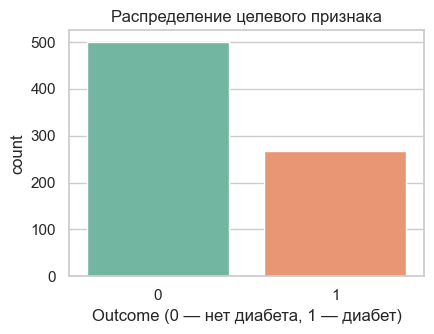 Распределение целевого признака
500
400
300
200
100
0
count
0
1
Outcome (0 — нет диабета, 1 — диабет)